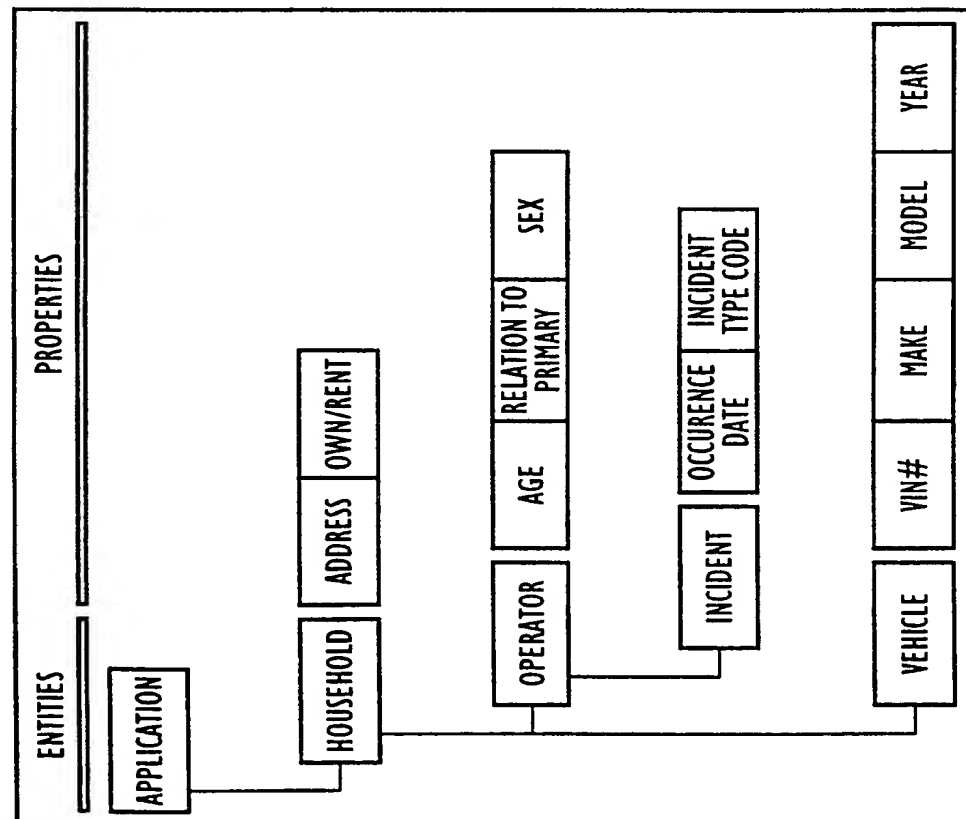 ENTITIES
PROPERTIES
APPLICATION
HOUSEHOLD
ADDRESS
OWN/RENT
OPERATOR
AGE
RELATION TO
PRIMARY
SEX
INCIDENT
OCCURENCE
DATE
INCIDENT
TYPE CODE
VEHICLE
VIN#
MAKE
MODEL
YEAR